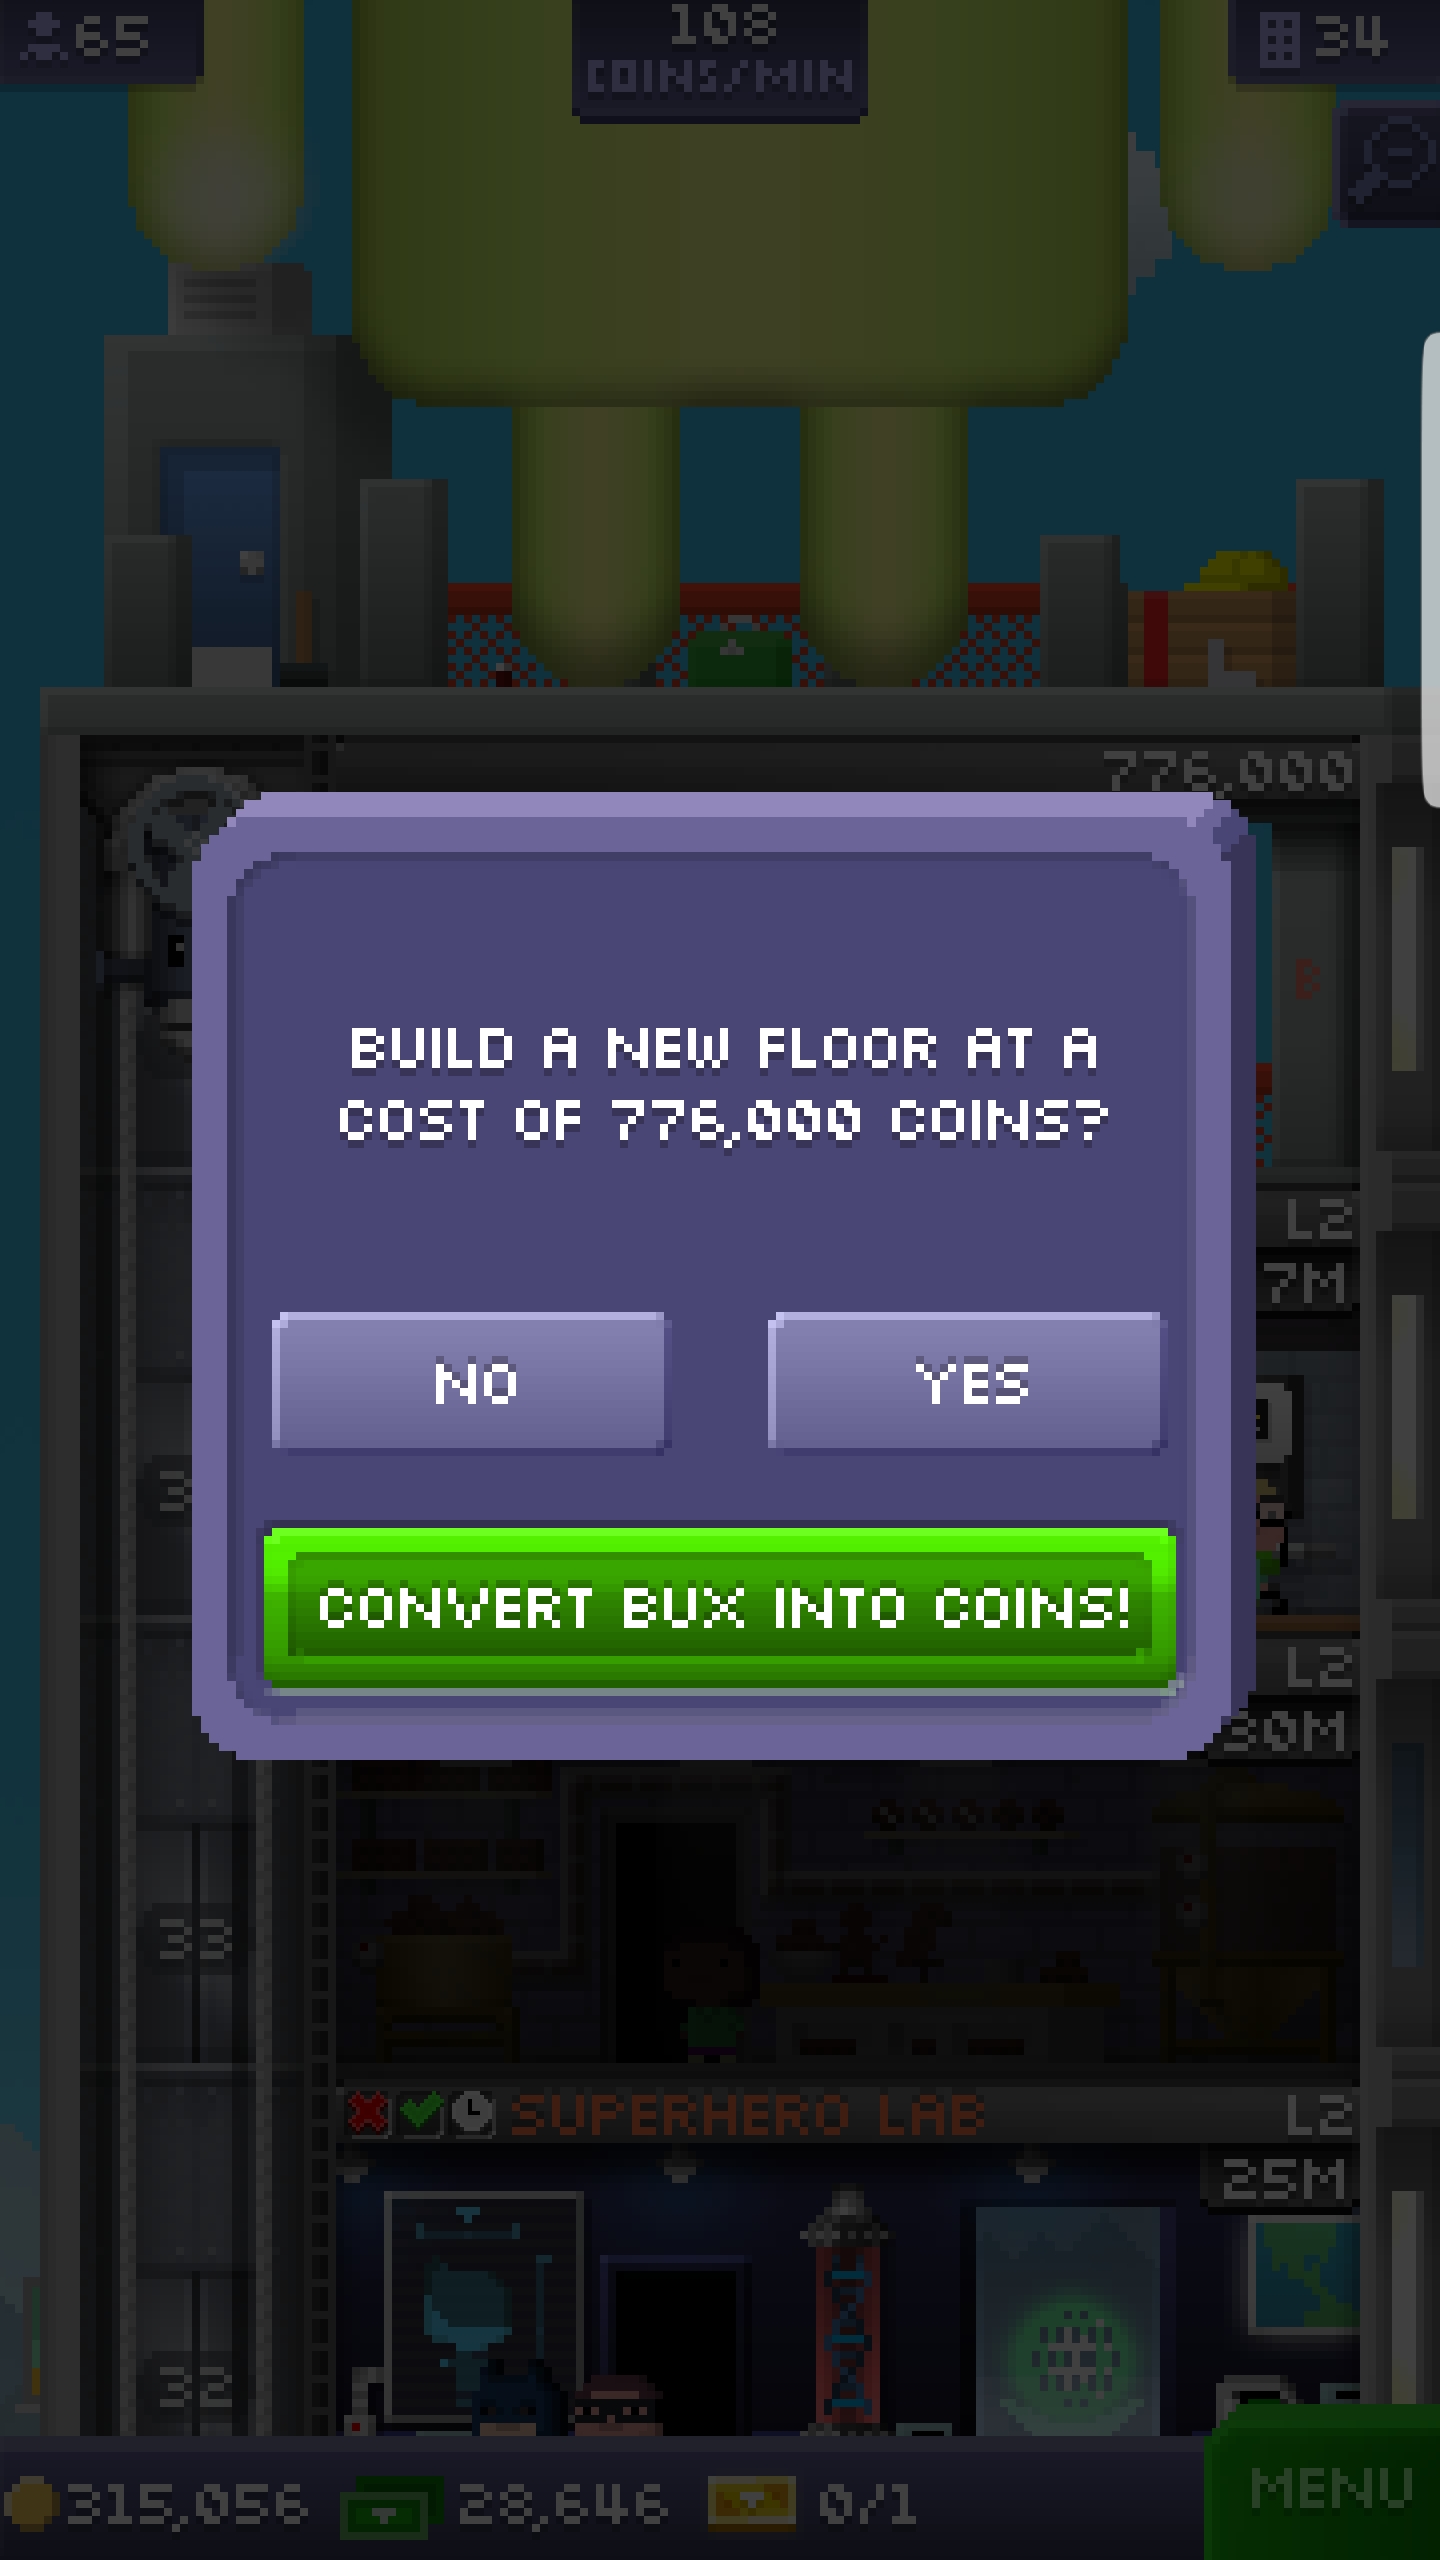 65
108
COINS/MIN
34
776,000
B
BUILD A NEW FLOOR AT A
COST OF 776,000 COINS?
L2
7M
NO
YES
3
CONVERT BUX INTO COINS!
L2
30M
33
SUPERHERO LAB
L2
25M
32
315,056
28,646
0/1
MENU